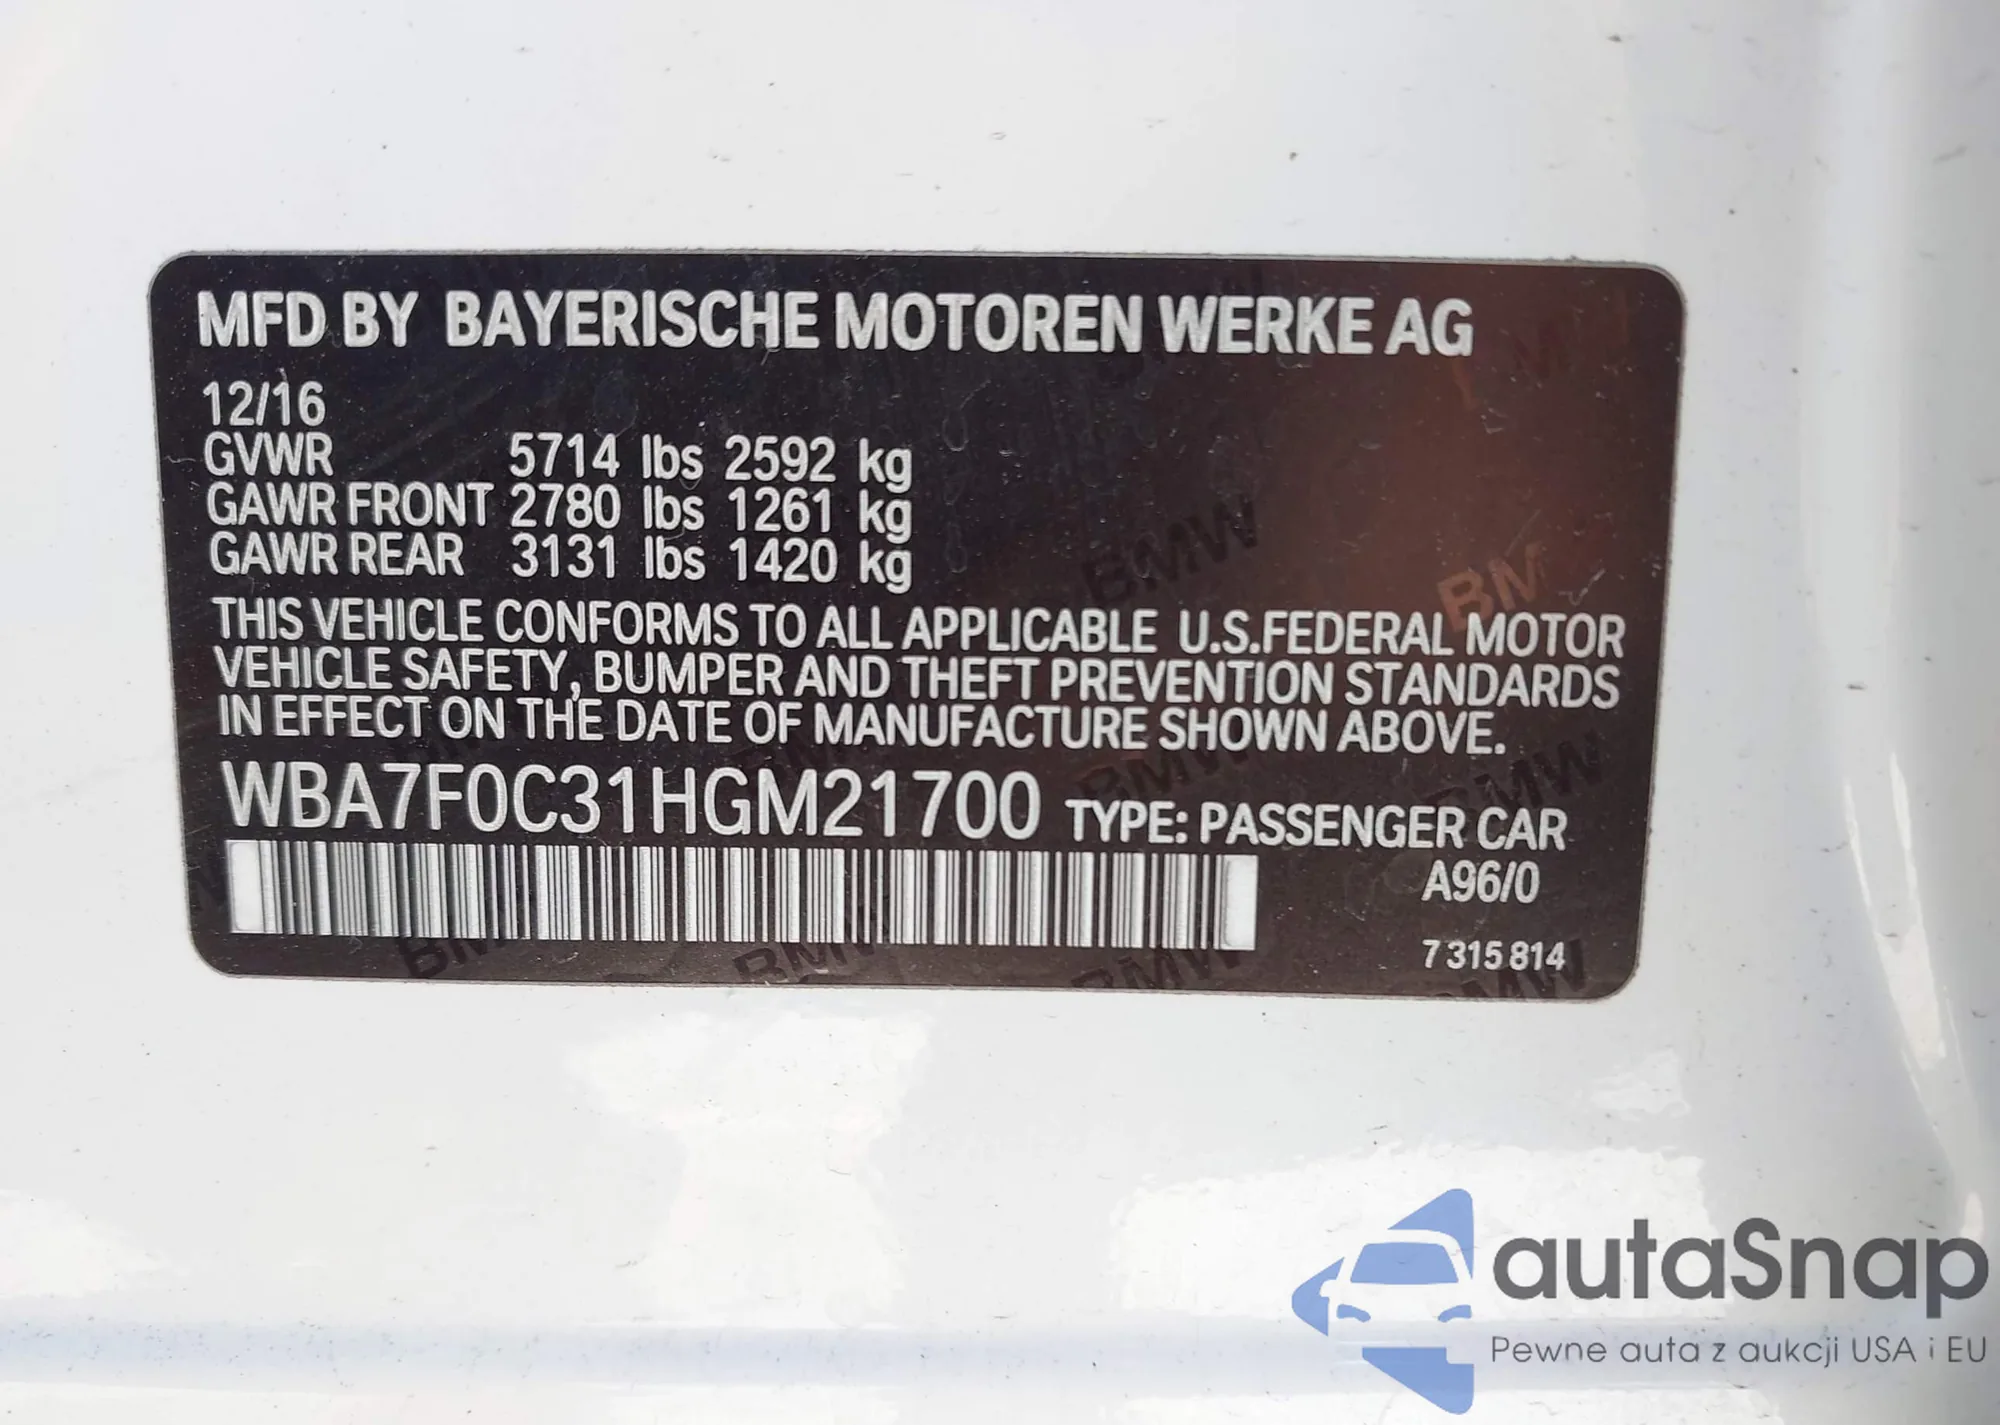 MFD BY BAYERISCHE MOTOREN WERKE AG
12/16
GVWR 5714 lbs 2592 kg
GAWR FRONT 2780 lbs 1261 kg
GAWR REAR 3131 lbs 1420 kg
THIS VEHICLE CONFORMS TO ALL APPLICABLE U.S.FEDERAL MOTOR
VEHICLE SAFETY, BUMPER AND THEFT PREVENTION STANDARDS
IN EFFECT ON THE DATE OF MANUFACTURE SHOWN ABOVE.
WBA7F0C31HGM21700 TYPE: PASSENGER CAR
A96/0
7 315 814
autaSnap
Pewne auta z aukcji USA i EU